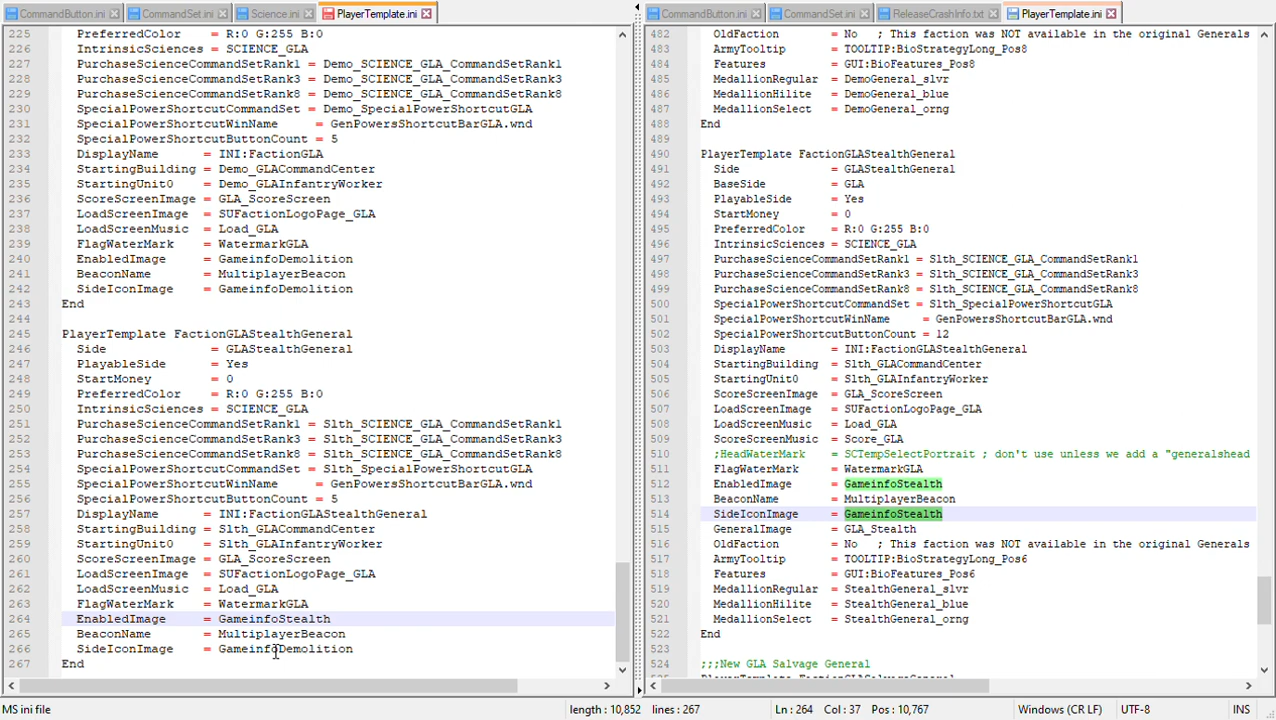 CommandButton.ini CommandSet.ini Science.ini PlayerTemplate.ini
225 PreferredColor = R:0 G:255 B:0
226 IntrinsicSciences = SCIENCE_GLA
227 PurchaseScienceCommandSetRank1 = Demo_SCIENCE_GLA_CommandSetRank1
228 PurchaseScienceCommandSetRank3 = Demo_SCIENCE_GLA_CommandSetRank3
229 PurchaseScienceCommandSetRank8 = Demo_SCIENCE_GLA_CommandSetRank8
230 SpecialPowerShortcutCommandSet = Demo_SpecialPowerShortcutGLA
231 SpecialPowerShortcutWinName = GenPowersShortcutBarGLA.wnd
232 SpecialPowerShortcutButtonCount = 5
233 DisplayName = INI:FactionGLA
234 StartingBuilding = Demo_GLACommandCenter
235 StartingUnit0 = Demo_GLAInfantryWorker
236 ScoreScreenImage = GLA_ScoreScreen
237 LoadScreenImage = SUFactionLogoPage_GLA
238 LoadScreenMusic = Load_GLA
239 FlagWaterMark = WatermarkGLA
240 EnabledImage = GameinfoDemolition
241 BeaconName = MultiplayerBeacon
242 SideIconImage = GameinfoDemolition
243 End
244
245 PlayerTemplate FactionGLAStealthGeneral
246 Side = GLAStealthGeneral
247 PlayableSide = Yes
248 StartMoney = 0
249 PreferredColor = R:0 G:255 B:0
250 IntrinsicSciences = SCIENCE_GLA
251 PurchaseScienceCommandSetRank1 = Slth_SCIENCE_GLA_CommandSetRank1
252 PurchaseScienceCommandSetRank3 = Slth_SCIENCE_GLA_CommandSetRank3
253 PurchaseScienceCommandSetRank8 = Slth_SCIENCE_GLA_CommandSetRank8
254 SpecialPowerShortcutCommandSet = Slth_SpecialPowerShortcutGLA
255 SpecialPowerShortcutWinName = GenPowersShortcutBarGLA.wnd
256 SpecialPowerShortcutButtonCount = 5
257 DisplayName = INI:FactionGLAStealthGeneral
258 StartingBuilding = Slth_GLACommandCenter
259 StartingUnit0 = Slth_GLAInfantryWorker
260 ScoreScreenImage = GLA_ScoreScreen
261 LoadScreenImage = SUFactionLogoPage_GLA
262 LoadScreenMusic = Load_GLA
263 FlagWaterMark = WatermarkGLA
264 EnabledImage = GameinfoStealth
265 BeaconName = MultiplayerBeacon
266 SideIconImage = GameinfoDemolition
267 End
CommandButton.ini CommandSet.ini ReleaseCrashInfo.txt PlayerTemplate.ini
482 OldFaction = No ; This faction was NOT available in the original Generals
483 ArmyTooltip = TOOLTIP:BioStrategyLong_Pos8
484 Features = GUI:BioFeatures_Pos8
485 MedallionRegular = DemoGeneral_slvr
486 MedallionHilite = DemoGeneral_blue
487 MedallionSelect = DemoGeneral_orng
488 End
489
490 PlayerTemplate FactionGLAStealthGeneral
491 Side = GLAStealthGeneral
492 BaseSide = GLA
493 PlayableSide = Yes
494 StartMoney = 0
495 PreferredColor = R:0 G:255 B:0
496 IntrinsicSciences = SCIENCE_GLA
497 PurchaseScienceCommandSetRank1 = Slth_SCIENCE_GLA_CommandSetRank1
498 PurchaseScienceCommandSetRank3 = Slth_SCIENCE_GLA_CommandSetRank3
499 PurchaseScienceCommandSetRank8 = Slth_SCIENCE_GLA_CommandSetRank8
500 SpecialPowerShortcutCommandSet = Slth_SpecialPowerShortcutGLA
501 SpecialPowerShortcutWinName = GenPowersShortcutBarGLA.wnd
502 SpecialPowerShortcutButtonCount = 12
503 DisplayName = INI:FactionGLAStealthGeneral
504 StartingBuilding = Slth_GLACommandCenter
505 StartingUnit0 = Slth_GLAInfantryWorker
506 ScoreScreenImage = GLA_ScoreScreen
507 LoadScreenImage = SUFactionLogoPage_GLA
508 LoadScreenMusic = Load_GLA
509 ScoreScreenMusic = Score_GLA
510 ;HeadWaterMark = SCTempSelectPortrait ; don't use unless we add a "generalshead
511 FlagWaterMark = WatermarkGLA
512 EnabledImage = GameinfoStealth
513 BeaconName = MultiplayerBeacon
514 SideIconImage = GameinfoStealth
515 GeneralImage = GLA_Stealth
516 OldFaction = No ; This faction was NOT available in the original Generals
517 ArmyTooltip = TOOLTIP:BioStrategyLong_Pos6
518 Features = GUI:BioFeatures_Pos6
519 MedallionRegular = StealthGeneral_slvr
520 MedallionHilite = StealthGeneral_blue
521 MedallionSelect = StealthGeneral_orng
522 End
523
524 ;;;New GLA Salvage General
MS ini file length : 10,852 lines : 267 Ln : 264 Col : 37 Pos : 10,767 Windows (CR LF) UTF-8 INS